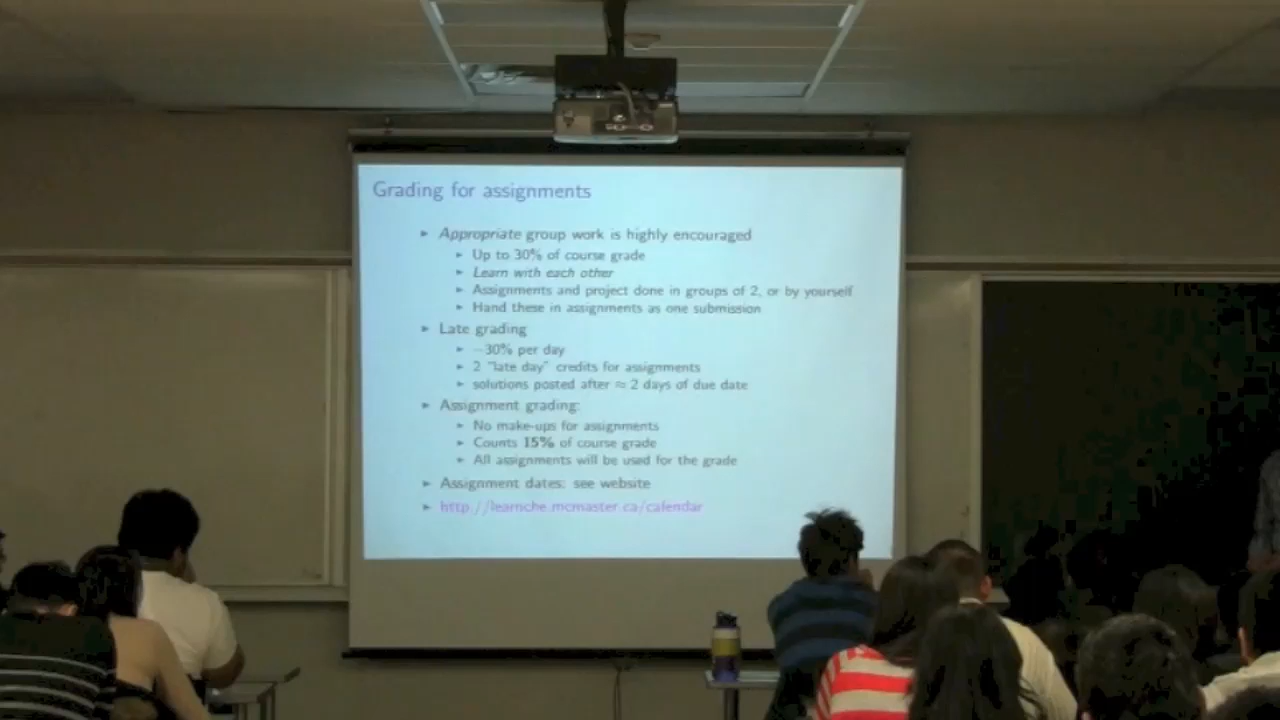 Grading for assignments
► Appropriate group work is highly encouraged
► Up to 30% of course grade
► Learn with each other
► Assignments and project done in groups of 2, or by yourself
► Hand these in assignments as one submission
► Late grading
► −30% per day
► 2 "late day" credits for assignments
► solutions posted after ≈ 2 days of due date
► Assignment grading:
► No make-ups for assignments
► Counts 15% of course grade
► All assignments will be used for the grade
► Assignment dates: see website
► http://learnche.mcmaster.ca/calendar